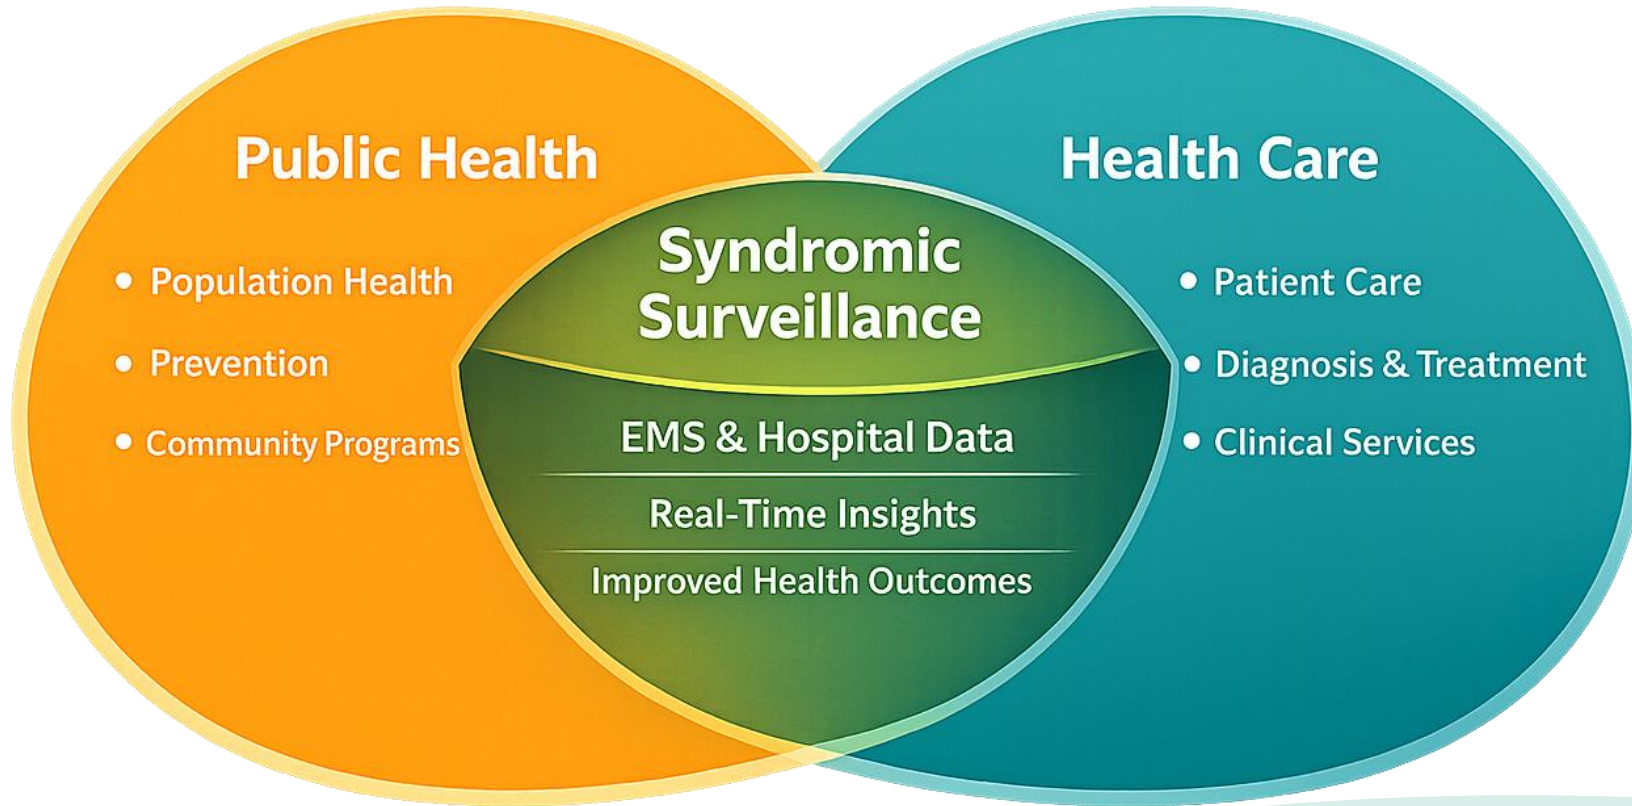 Public Health
• Population Health
• Prevention
• Community Programs
Syndromic
Surveillance
EMS & Hospital Data
Real-Time Insights
Improved Health Outcomes
Health Care
• Patient Care
• Diagnosis & Treatment
• Clinical Services